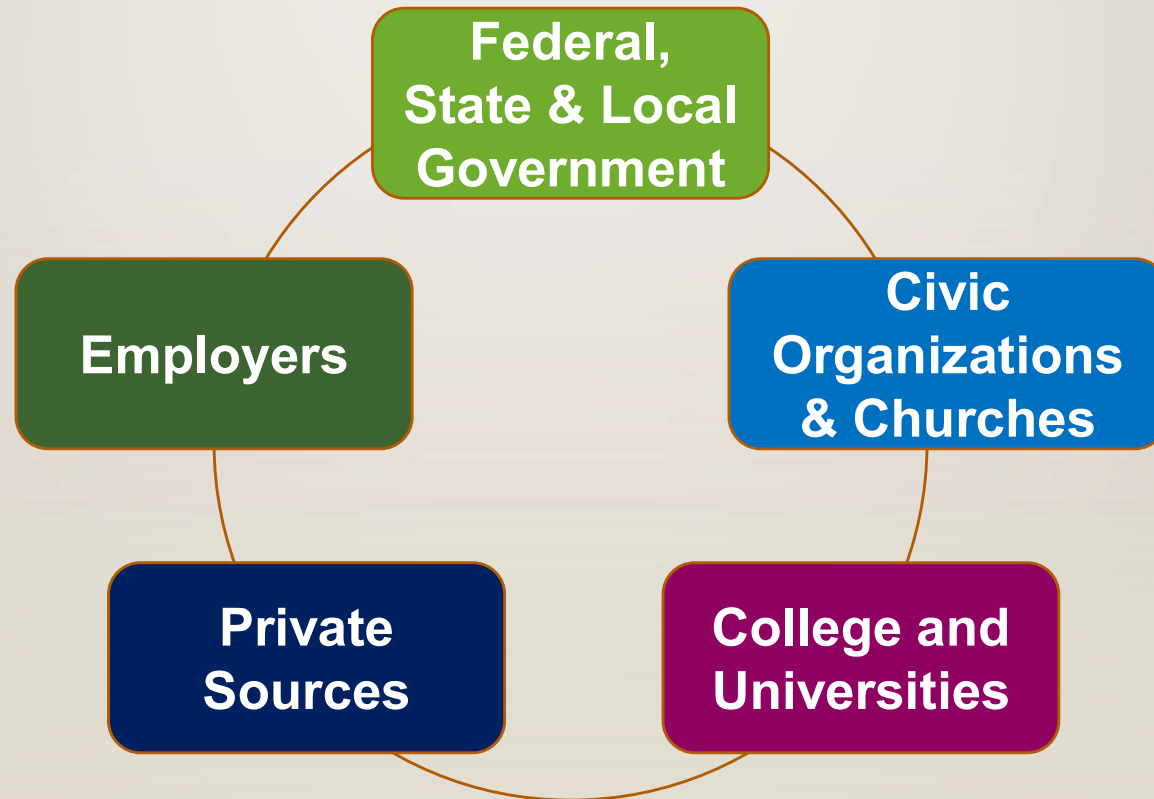 Federal,
State & Local
Government
Employers
Civic
Organizations
& Churches
Private
Sources
College and
Universities